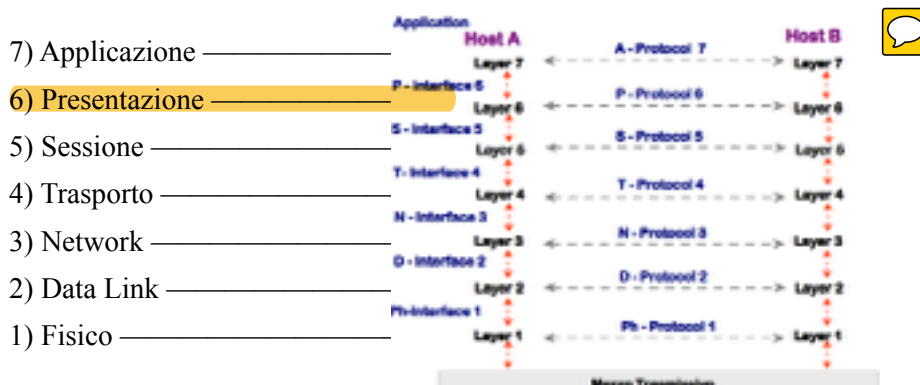 Application
Host A
Host B
7) Applicazione
A - Protocol 7
Layer 7
Layer 7
P - Interface 6
6) Presentazione
P - Protocol 6
Layer 6
Layer 6
S - Interface 5
5) Sessione
S - Protocol 5
Layer 5
Layer 5
T- Interface 4
4) Trasporto
T - Protocol 4
Layer 4
Layer 4
N - Interface 3
3) Network
N - Protocol 3
Layer 3
Layer 3
D - Interface 2
2) Data Link
D - Protocol 2
Layer 2
Layer 2
Ph-Interface 1
1) Fisico
Ph - Protocol 1
Layer 1
Layer 1
Mezzo Trasmissivo